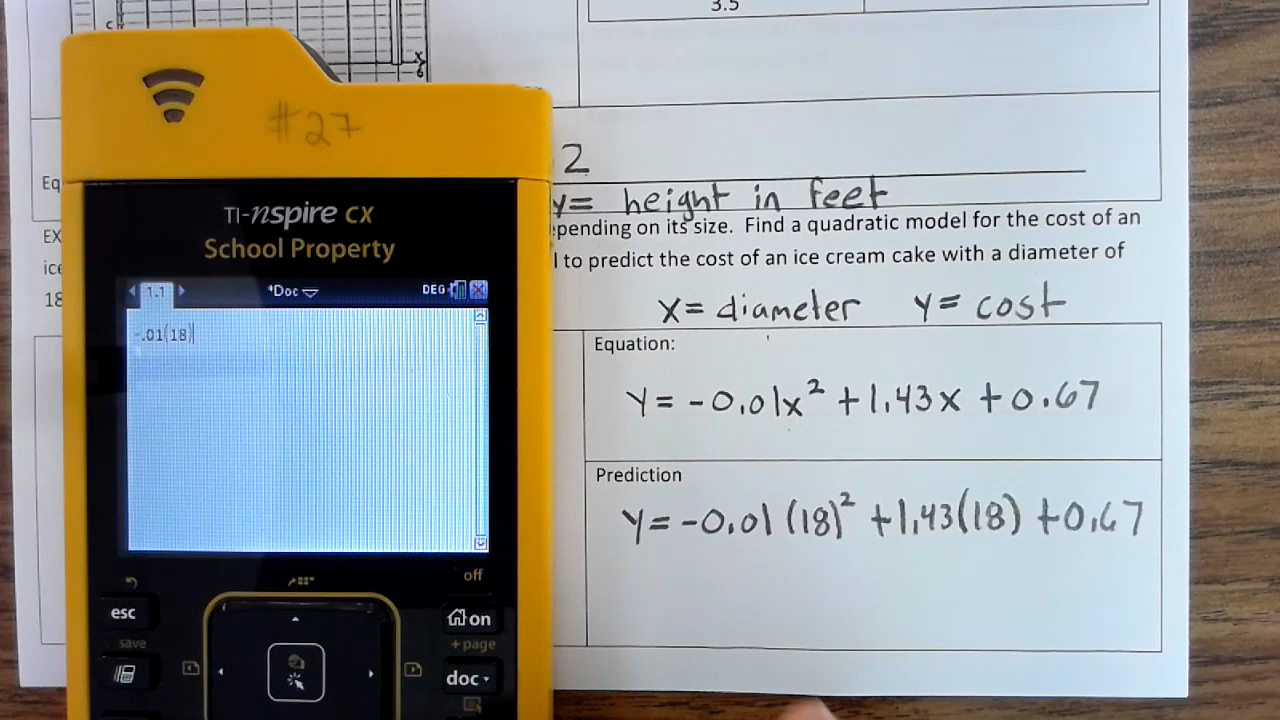 3.5
#27
2
Eq
y= height in feet
TI-nspire CX
School Property
EX
pending on its size. Find a quadratic model for the cost of an
ice
l to predict the cost of an ice cream cake with a diameter of
18
x= diameter y= cost
1.1 *Doc DEG
-.01(18)
Equation:
y= -0.01x² +1.43x +0.67
Prediction
y= -0.01 (18)² +1.43(18) +0.67
off
esc
on
save
+ page
doc